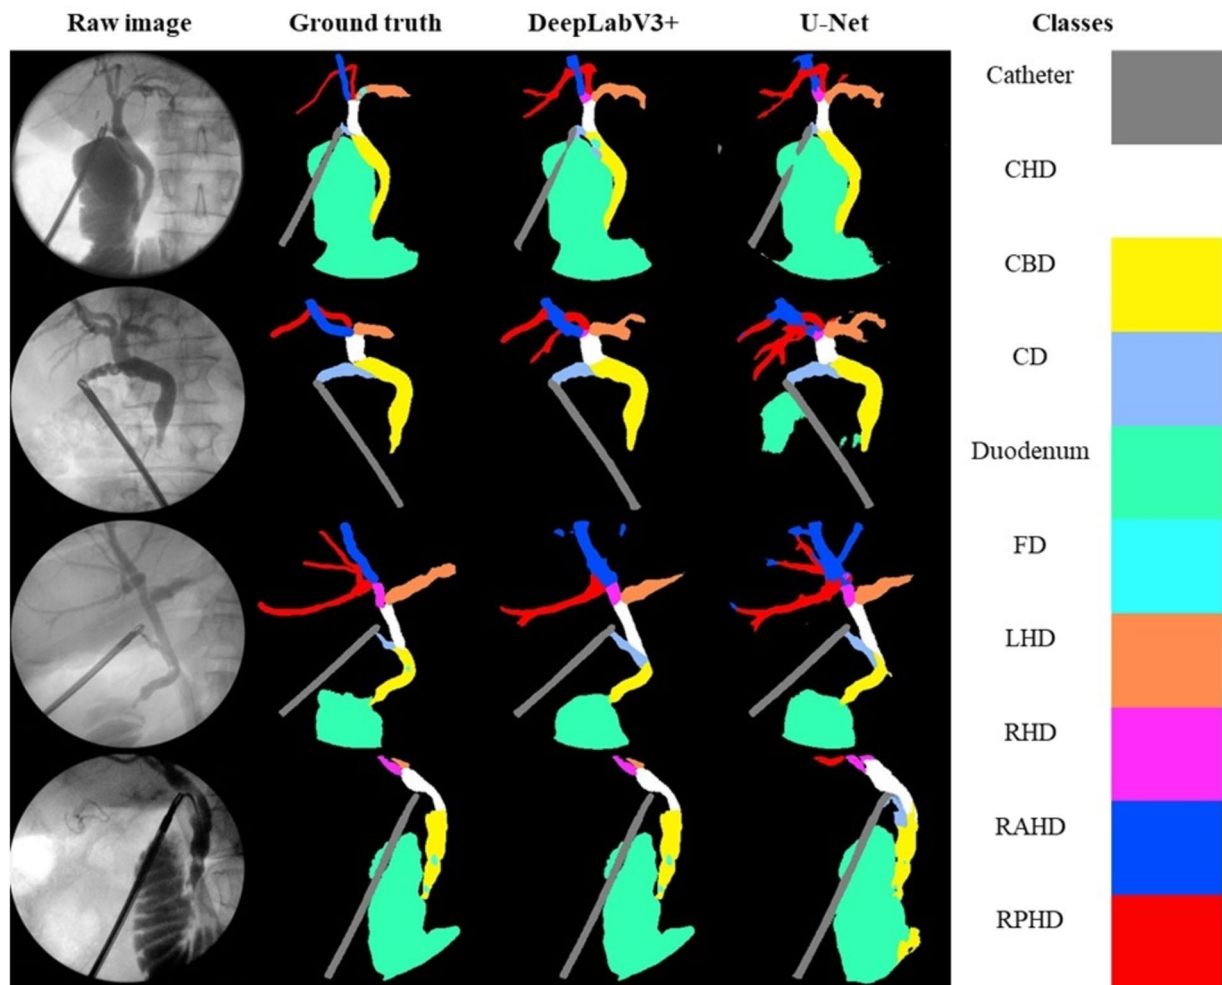 Raw image Ground truth DeepLabV3+ U-Net Classes
Catheter
CHD
CBD
CD
Duodenum
FD
LHD
RHD
RAHD
RPHD